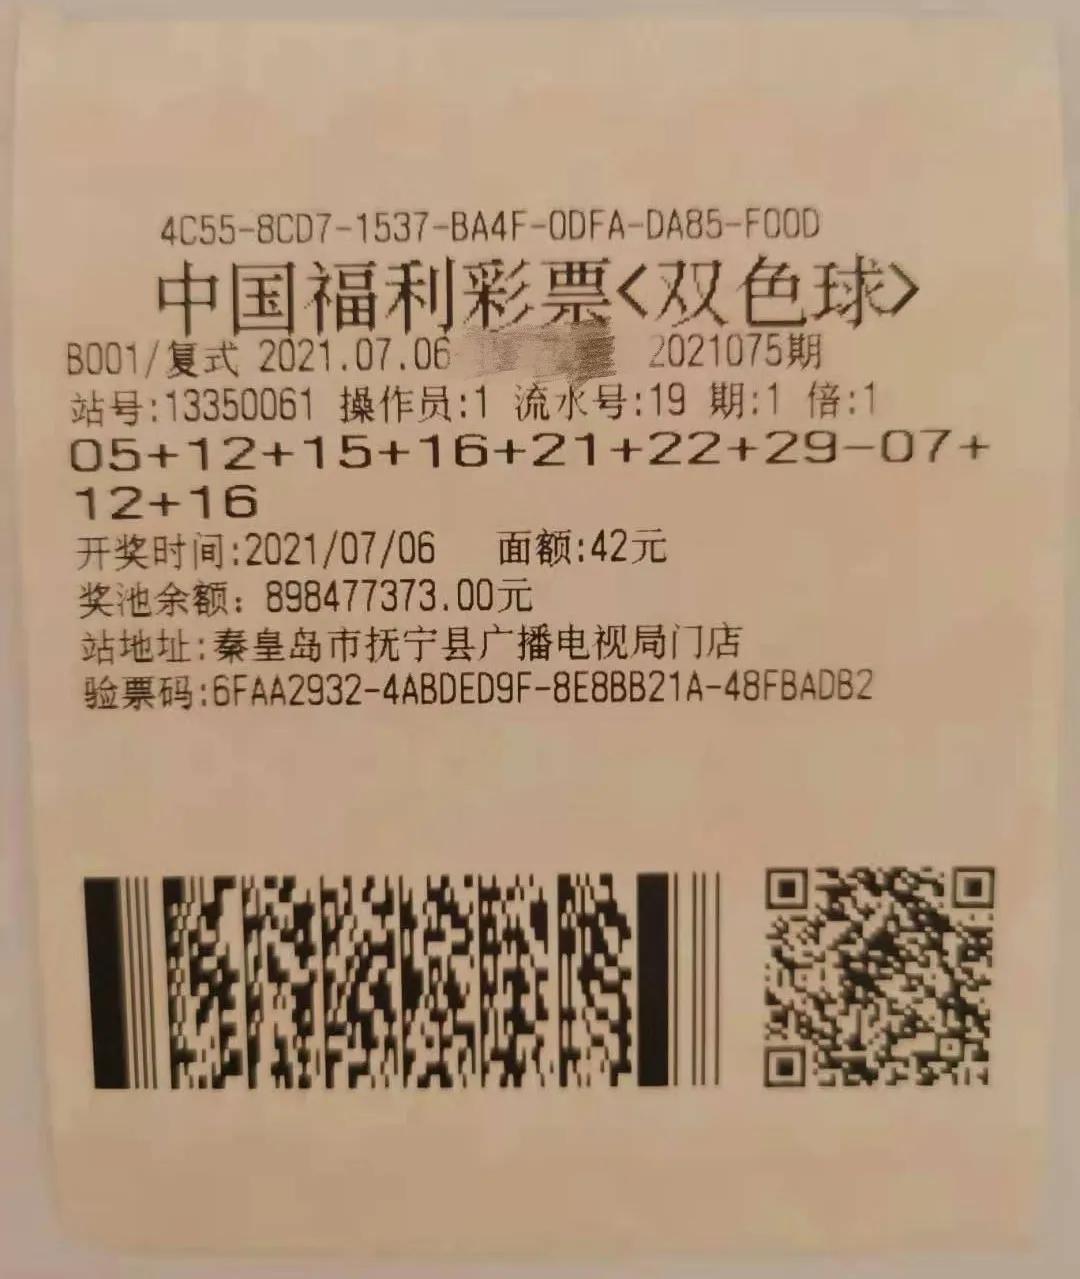 4C55-8CD7-1537-BA4F-0DFA-DA85-F00D
中国福利彩票<双色球>
B001/复式 2021.07.06 2021075期
站号:13350061 操作员:1 流水号:19 期:1 倍:1
05+12+15+16+21+22+29-07+
12+16
开奖时间:2021/07/06 面额:42元
奖池余额: 898477373.00元
站地址:秦皇岛市抚宁县广播电视局门店
验票码:6FAA2932-4ABDED9F-8E8BB21A-48FBADB2